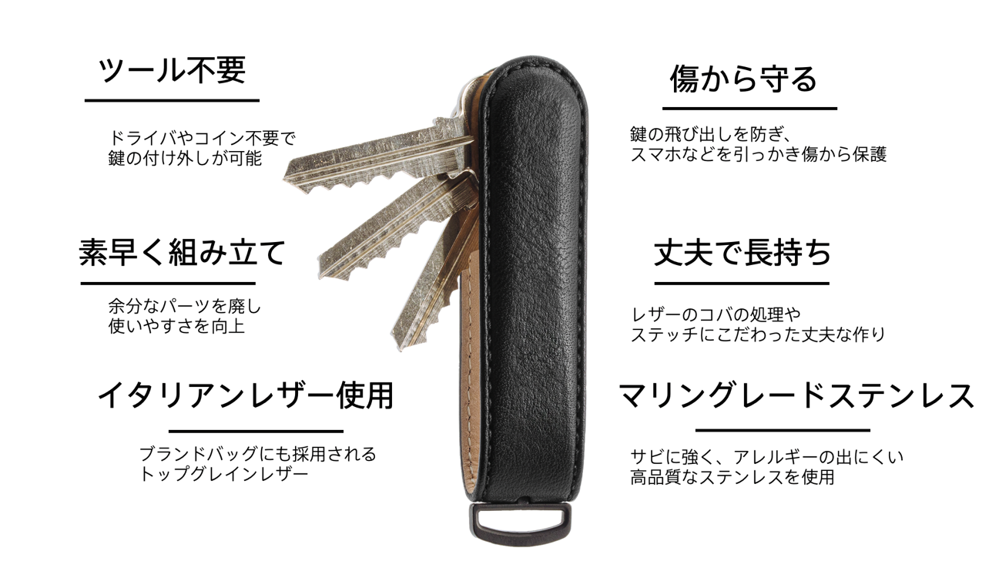 ツール不要
ドライバやコイン不要で
鍵の付け外しが可能
素早く組み立て
余分なパーツを廃し
使いやすさを向上
イタリアンレザー使用
ブランドバッグにも採用される
トップグレインレザー
傷から守る
鍵の飛び出しを防ぎ、
スマホなどを引っかき傷から保護
丈夫で長持ち
レザーのコバの処理や
ステッチにこだわった丈夫な作り
マリングレードステンレス
サビに強く、アレルギーの出にくい
高品質なステンレスを使用